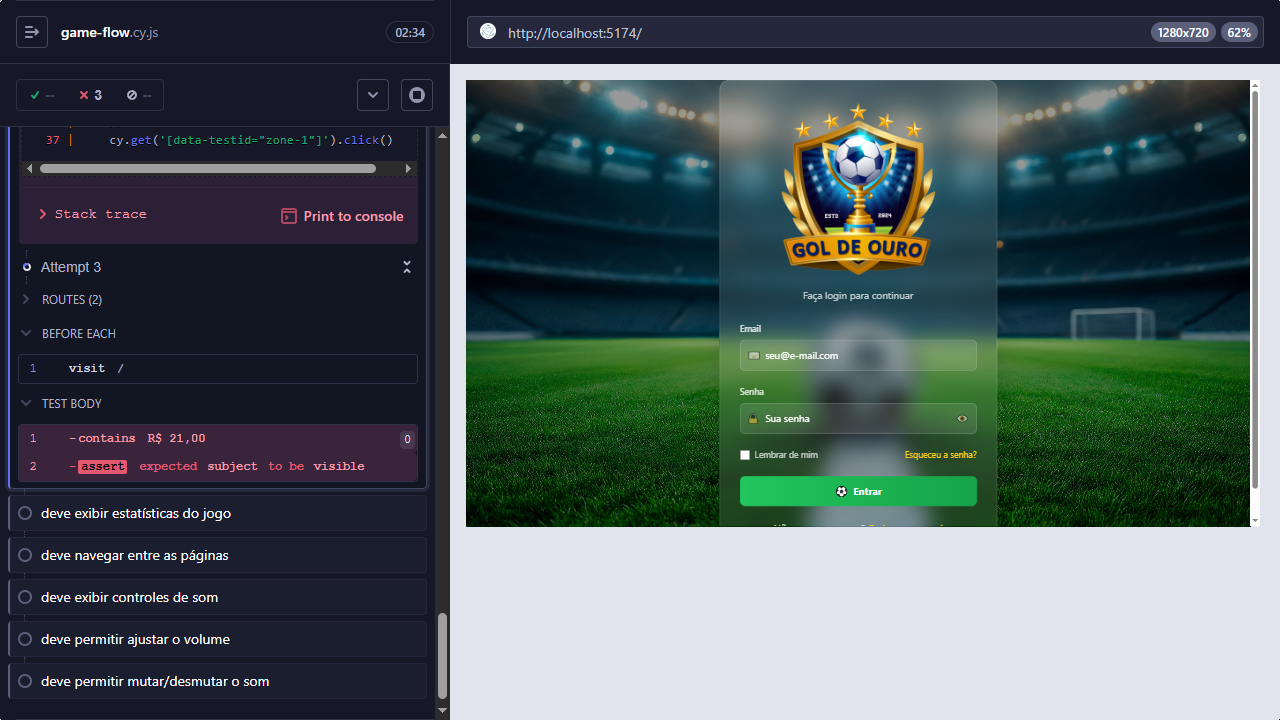 game-flow.cy.js
02:34
--
3
--
37 | cy.get('[data-testid="zone-1"]').click()
Stack trace
Print to console
Attempt 3
ROUTES (2)
BEFORE EACH
1 visit /
TEST BODY
1 -contains R$ 21,00 0
2 -assert expected subject to be visible
deve exibir estatísticas do jogo
deve navegar entre as páginas
deve exibir controles de som
deve permitir ajustar o volume
deve permitir mutar/desmutar o som
http://localhost:5174/
1280x720
62%
ESTD 2024
GOL DE OURO
Faça login para continuar
Email
seu@e-mail.com
Senha
Sua senha
Lembrar de mim
Esqueceu a senha?
Entrar